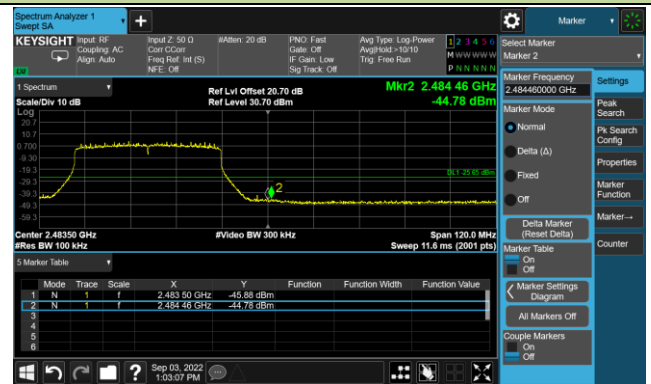 Spectrum Analyzer 1
Swept SA
Marker
KEYSIGHT
Input: RF
Coupling: AC
Align: Auto
Input Z: 50 Ω
Corr CCorr
Freq Ref: Int (S)
NFE: Off
#Atten: 20 dB
PNO: Fast
Gate: Off
IF Gain: Low
Sig Track: Off
Avg Type: Log-Power
Avg|Hold:>10/10
Trig: Free Run
1 2 3 4 5 6
M W W W W W
P N N N N N
Select Marker
Marker 2
1 Spectrum
Scale/Div 10 dB
Ref Lvl Offset 20.70 dB
Ref Level 30.70 dBm
Mkr2 2.484 46 GHz
-44.78 dBm
Log
20.7
10.7
0.700
-9.30
-19.3
-29.3
-39.3
-49.3
-59.3
DL1 -25.65 dBm
2
Center 2.48350 GHz
#Res BW 100 kHz
#Video BW 300 kHz
Span 120.0 MHz
Sweep 11.6 ms (2001 pts)
5 Marker Table
Mode Trace Scale X Y Function Function Width Function Value
1 N 1 f 2.483 50 GHz -45.88 dBm
2 N 1 f 2.484 46 GHz -44.78 dBm
3
4
5
6
Marker Frequency
2.484460000 GHz
Marker Mode
Normal
Delta (Δ)
Fixed
Off
Delta Marker
(Reset Delta)
Marker Table
On
Off
Marker Settings
Diagram
All Markers Off
Couple Markers
On
Off
Settings
Peak
Search
Pk Search
Config
Properties
Marker
Function
Marker→
Counter
Sep 03, 2022
1:03:07 PM